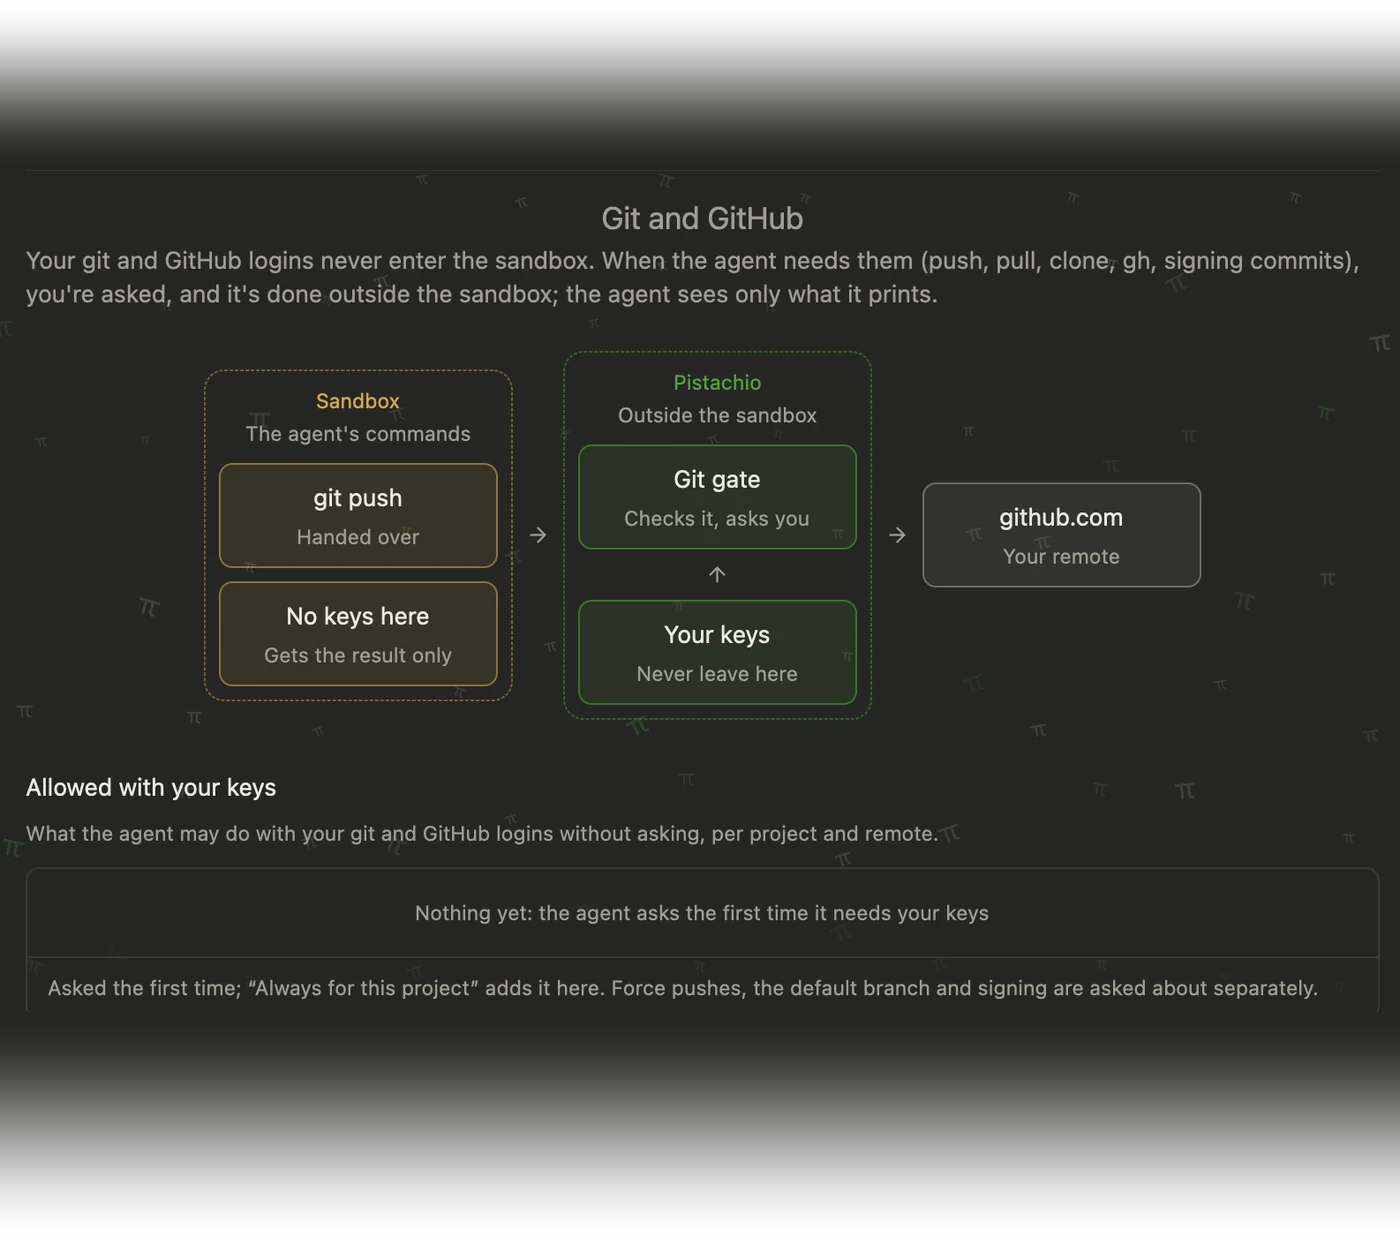 Git and GitHub
Your git and GitHub logins never enter the sandbox. When the agent needs them (push, pull, clone, gh, signing commits),
you're asked, and it's done outside the sandbox; the agent sees only what it prints.
Sandbox
The agent's commands
git push
Handed over
No keys here
Gets the result only
→
Pistachio
Outside the sandbox
Git gate
Checks it, asks you
↑
Your keys
Never leave here
→
github.com
Your remote
Allowed with your keys
What the agent may do with your git and GitHub logins without asking, per project and remote.
Nothing yet: the agent asks the first time it needs your keys
Asked the first time; “Always for this project” adds it here. Force pushes, the default branch and signing are asked about separately.